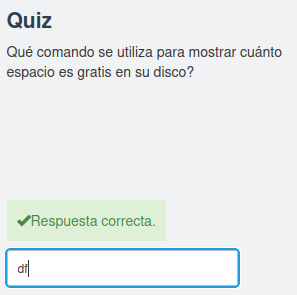 Quiz
Qué comando se utiliza para mostrar cuánto
espacio es gratis en su disco?
Respuesta correcta.
df